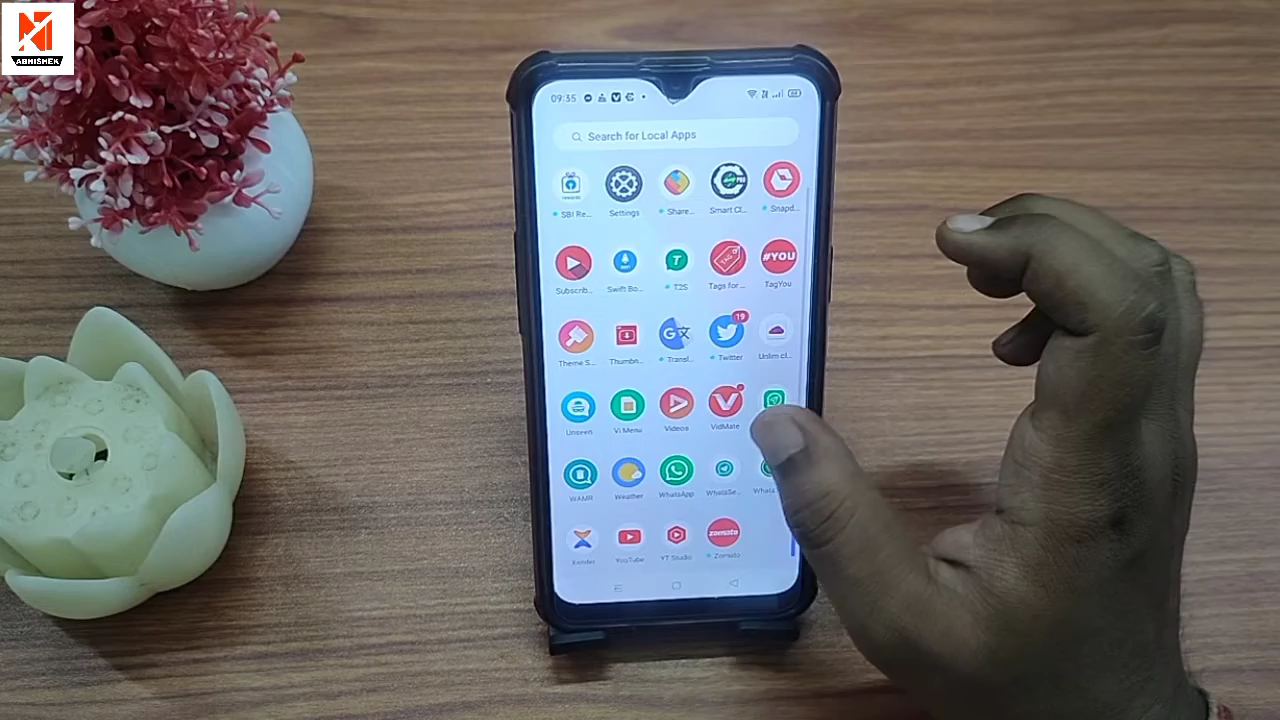 ABHISHEK
09:35
Search for Local Apps
SBI Re... Settings Share... Smart Cl... Snapd...
Subscrib... Swift Bo... T2S Tags for ... TagYou
TAG #YOU
Theme S... Thumbn... Transl... Twitter Unlim cl...
19
Unseen Vi Menu Videos VidMate
WAMR Weather WhatsApp WhatsSe... Whats
zomato
Xender YouTube YT Studio Zomato